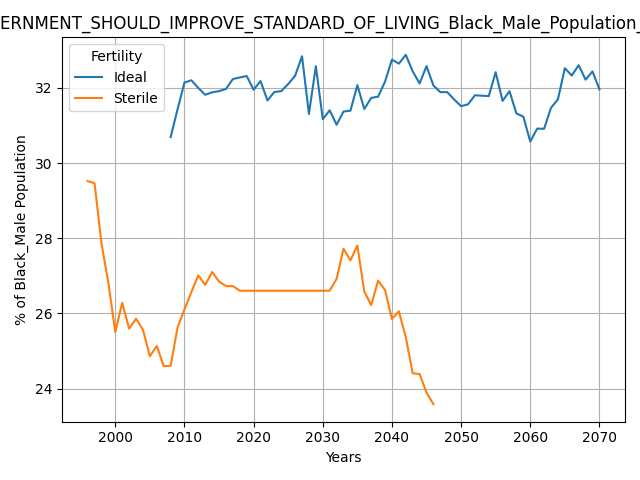 ERNMENT_SHOULD_IMPROVE_STANDARD_OF_LIVING_Black_Male_Population_
Fertility
Ideal
Sterile
% of Black_Male Population
32
30
28
26
24
2000 2010 2020 2030 2040 2050 2060 2070
Years